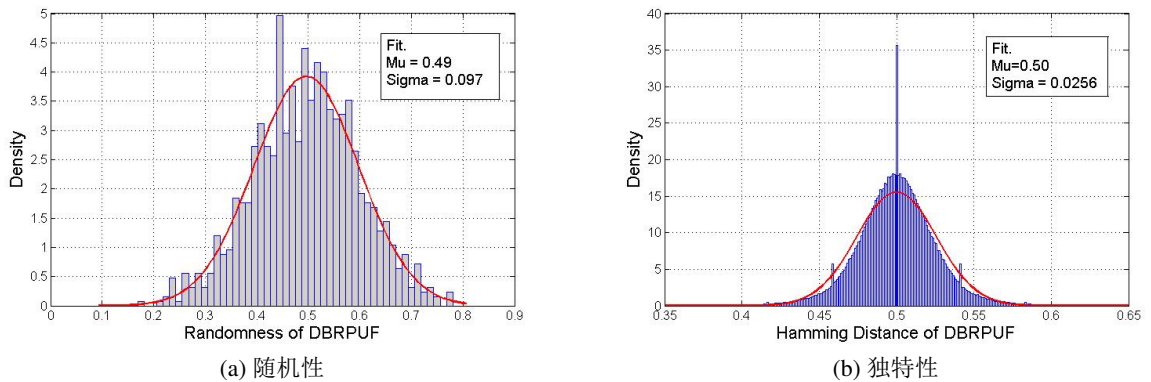 5
4.5
4
3.5
3
2.5
2
1.5
1
0.5
0
Density
Fit.
Mu = 0.49
Sigma = 0.097
0 0.1 0.2 0.3 0.4 0.5 0.6 0.7 0.8 0.9
Randomness of DBRPUF
(a) 随机性
40
35
30
25
20
15
10
5
0
Density
Fit.
Mu=0.50
Sigma = 0.0256
0.35 0.4 0.45 0.5 0.55 0.6 0.65
Hamming Distance of DBRPUF
(b) 独特性